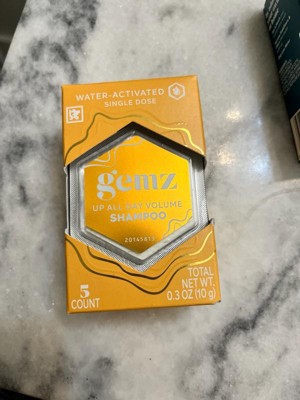 WATER-ACTIVATED
SINGLE DOSE
gemz
UP ALL DAY VOLUME
SHAMPOO
5
COUNT
TOTAL
NET WT.
0.3 OZ (10 g)